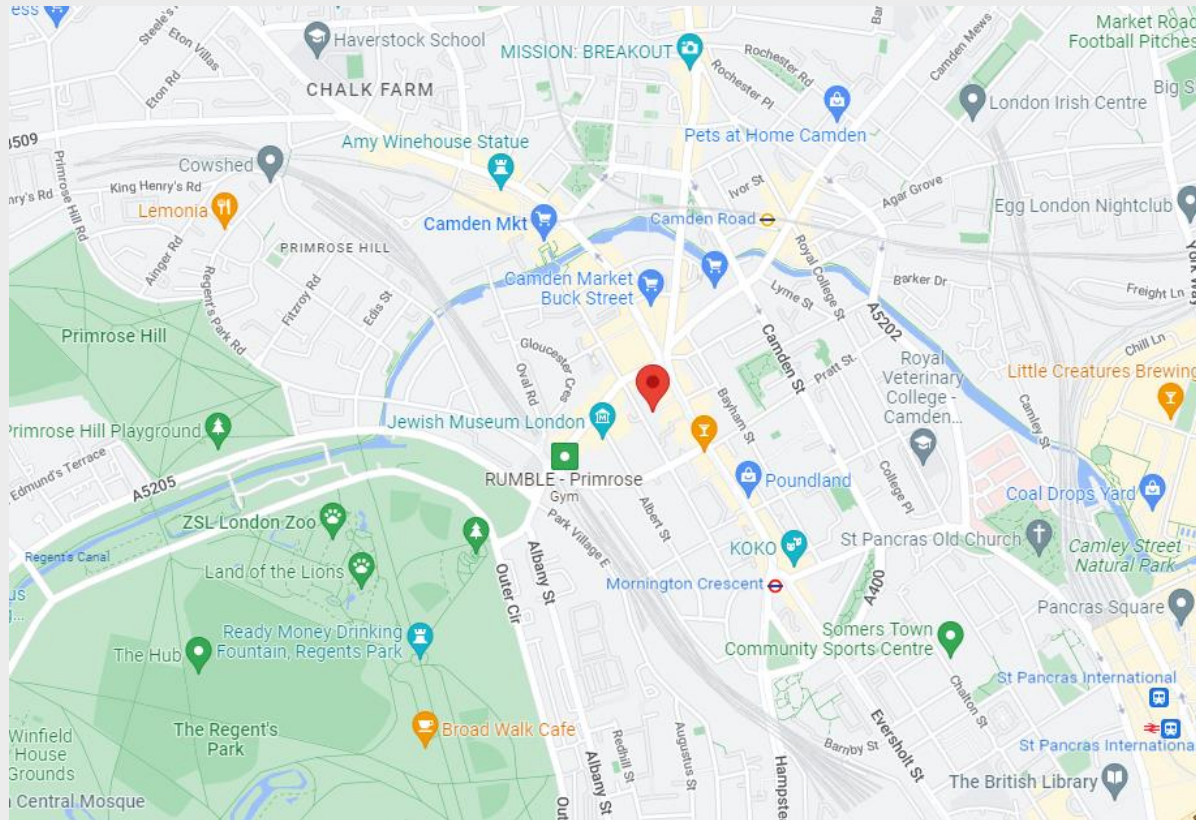 ess
Steele's
Eton Villas
Haverstock School
Eton Rd
CHALK FARM
MISSION: BREAKOUT
Rochester Rd
Rochester Pl
Camden Mews
Market Road
Football Pitches
London Irish Centre
Big S
Pets at Home Camden
Amy Winehouse Statue
Cowshed
King Henry's Rd
nry's Rd
Primrose Hill Rd
Lemonia
Ainger Rd
PRIMROSE HILL
Camden Mkt
Ivor St
Camden Road
Agar Grove
Egg London Nightclub
York Way
Royal College St
Camden Market
Buck Street
Lyme St
Barker Dr
Freight Ln
A5202
Regent's Park Rd
Fitzroy Rd
Edis St
Primrose Hill
Gloucester Cres
Oval Rd
Camden St
Pratt St.
Chill Ln
Royal
Veterinary
College -
Camden...
Little Creatures Brewing
Bayham St
Camley St
Jewish Museum London
Primrose Hill Playground
Edmund's Terrace
A5205
RUMBLE - Primrose
Gym
Poundland
College Pl
Coal Drops Yard
ZSL London Zoo
Park Village E
Albert St
KOKO
St Pancras Old Church
Camley Street
Natural Park
Regent's Canal
us
Land of the Lions
Albany St
Outer Cir
Mornington Crescent
A400
Pancras Square
Ready Money Drinking
Fountain, Regents Park
The Hub
Somers Town
Community Sports Centre
Chalton St
St Pancras International
The Regent's
Park
Broad Walk Cafe
Winfield
House
Grounds
Central Mosque
Albany St
Redhill St
Augustus St
Barnby St
Eversholt St
Hampste
St Pancras Internationa
The British Library
Out